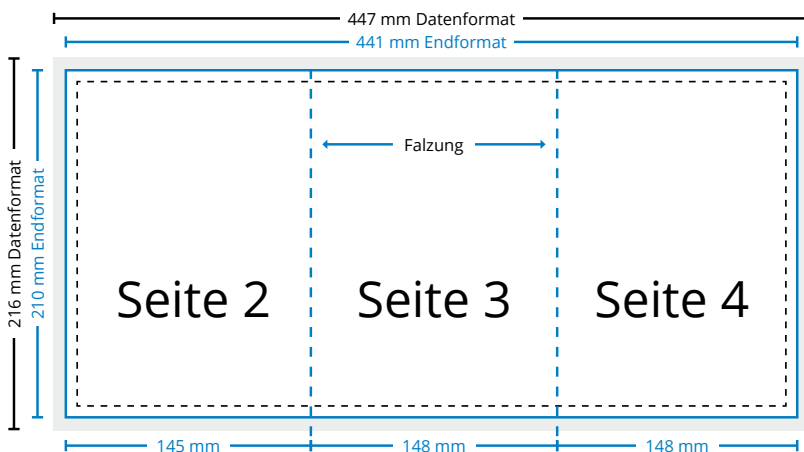 447 mm Datenformat
441 mm Endformat
216 mm Datenformat
210 mm Endformat
Falzung
Seite 2
Seite 3
Seite 4
145 mm
148 mm
148 mm